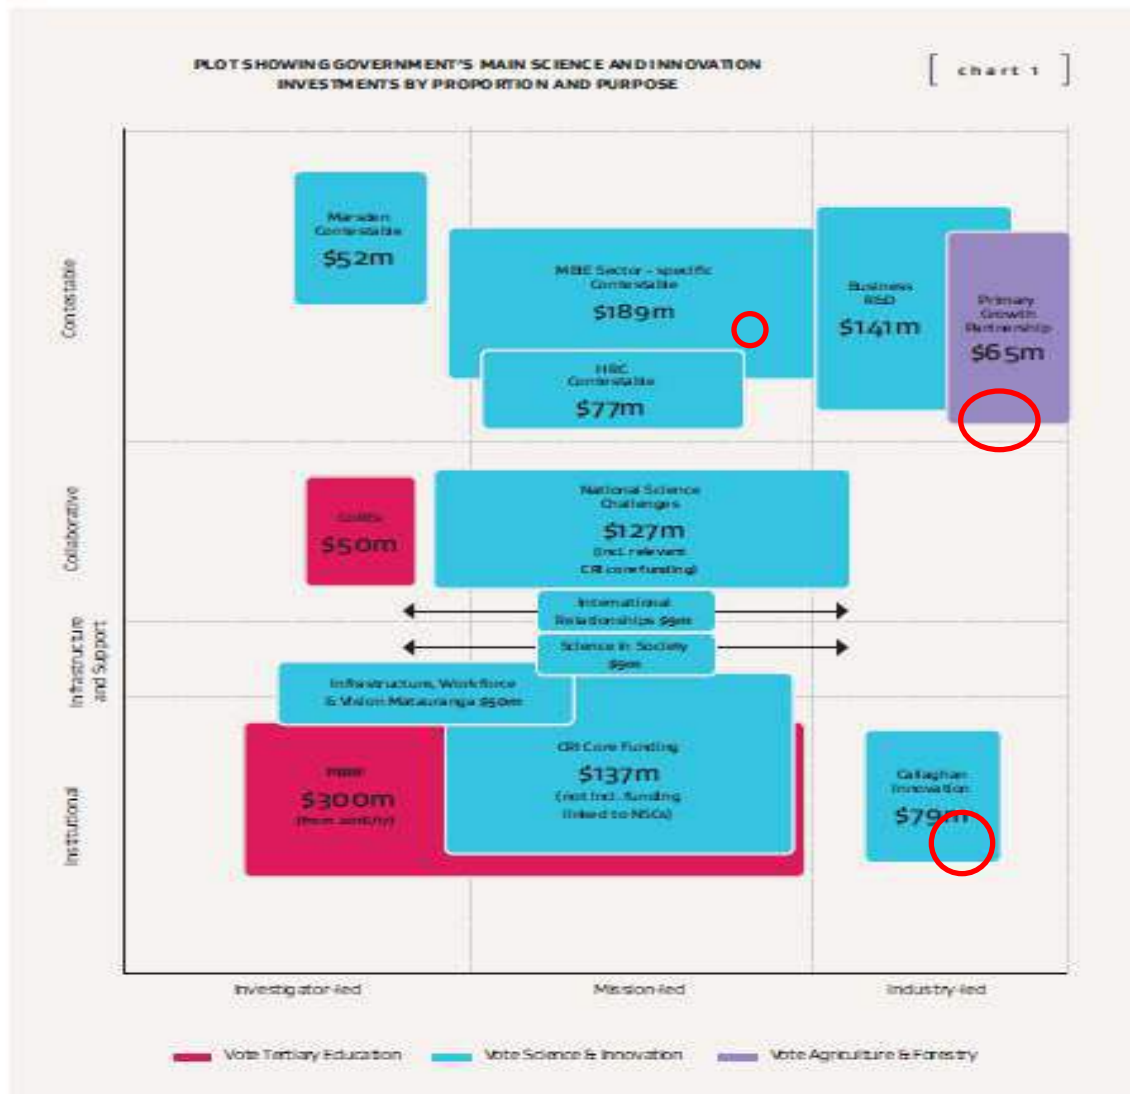 PLOT SHOWING GOVERNMENT'S MAIN SCIENCE AND INNOVATION
INVESTMENTS BY PROPORTION AND PURPOSE
[ chart 1 ]
Contestable
Marsden
Contestable
$52m
MBIE Sector - specific
Contestable
$189m
HRC
Contestable
$77m
Business
R&D
$141m
Primary
Growth
Partnership
$65m
Collaborative
CoREs
$50m
National Science
Challenges
$127m
(incl. relevant
CRI core funding)
International
Relationships $9m
Science in Society
$9m
Infrastructure
and Support
Infrastructure, Workforce
& Vision Matauranga $50m
Institutional
PBRF
$300m
CRI Core Funding
$137m
(not incl. funding
linked to NSCs)
Callaghan
Innovation
$79m
Investigator-led
Mission-led
Industry-led
Vote Tertiary Education
Vote Science & Innovation
Vote Agriculture & Forestry